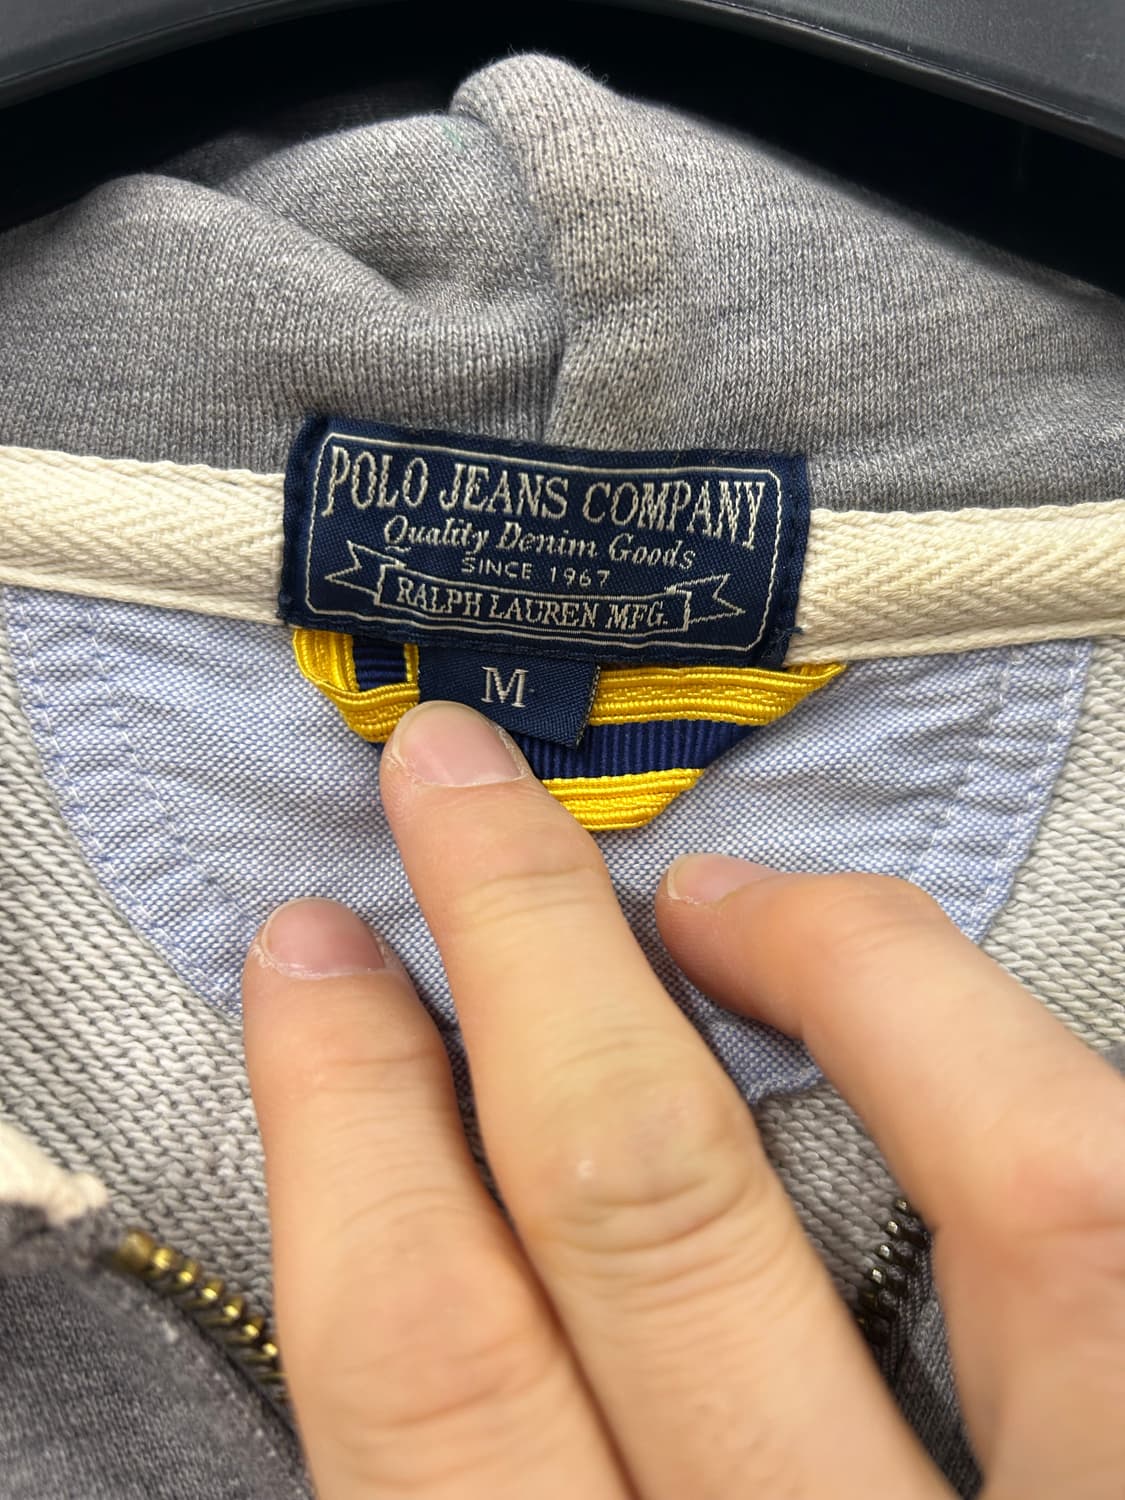 POLO JEANS COMPANY
Quality Denim Goods
SINCE 1967
RALPH LAUREN MFG.
M